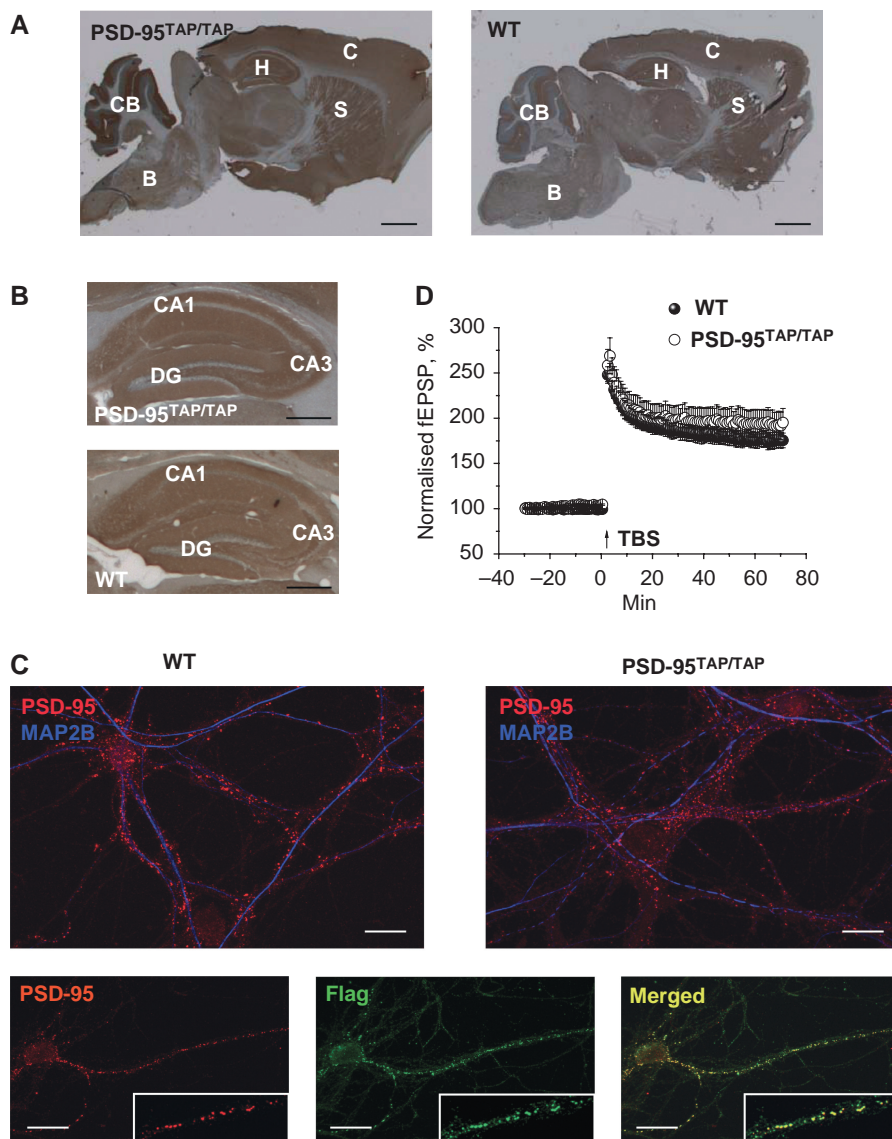 A
PSD-95TAP/TAP
C
H
CB
S
B
WT
C
H
CB
S
B
B
CA1
CA3
DG
PSD-95TAP/TAP
CA1
CA3
DG
WT
D
WT
PSD-95TAP/TAP
Normalised fEPSP, %
300
250
200
150
100
50
TBS
–40
–20
0
20
40
60
80
Min
C
WT
PSD-95
MAP2B
PSD-95TAP/TAP
PSD-95
MAP2B
PSD-95
Flag
Merged